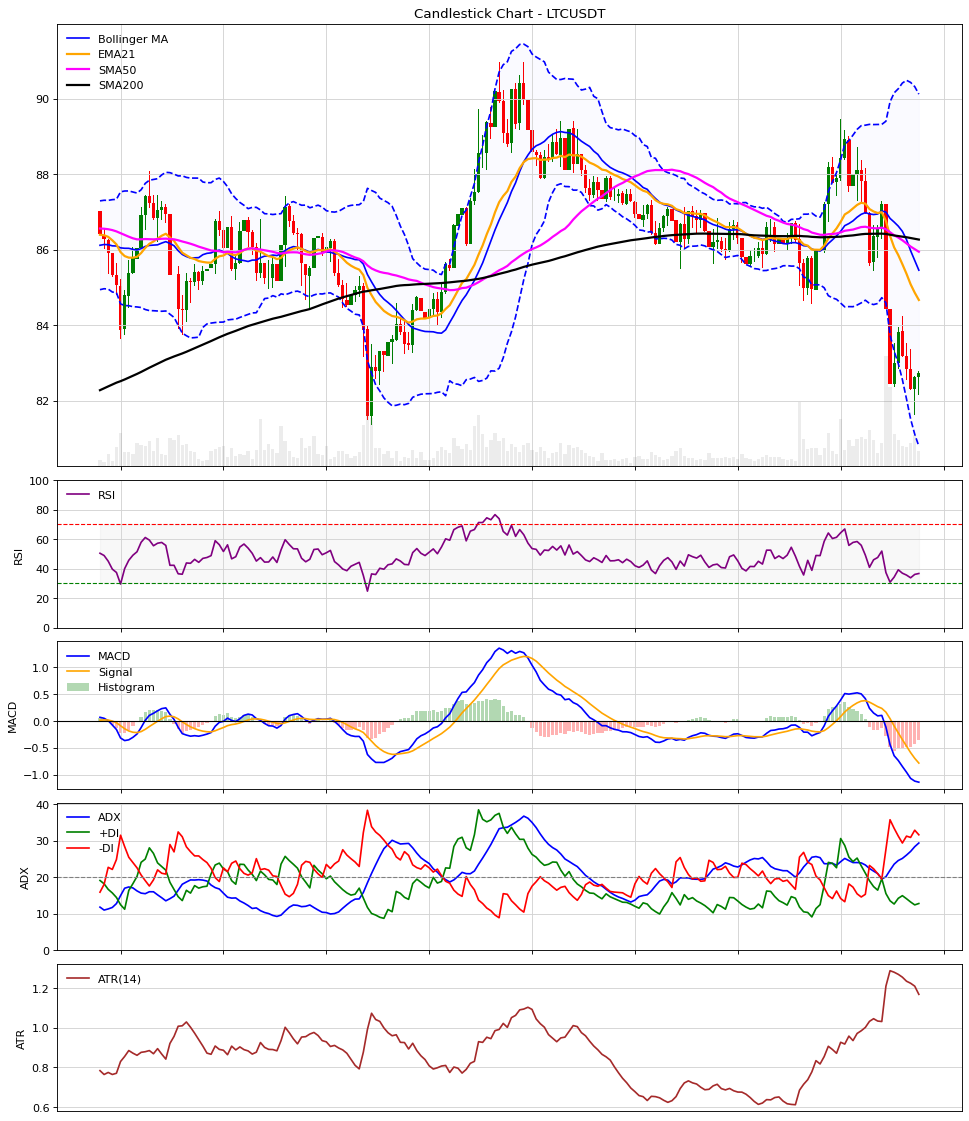 Candlestick Chart - LTCUSDT
Bollinger MA
EMA21
SMA50
SMA200
90
88
86
84
82
100
80
60
40
20
0
RSI
RSI
1.0
0.5
0.0
−0.5
−1.0
MACD
MACD
Signal
Histogram
40
30
20
10
0
ADX
ADX
+DI
-DI
1.2
1.0
0.8
0.6
ATR
ATR(14)